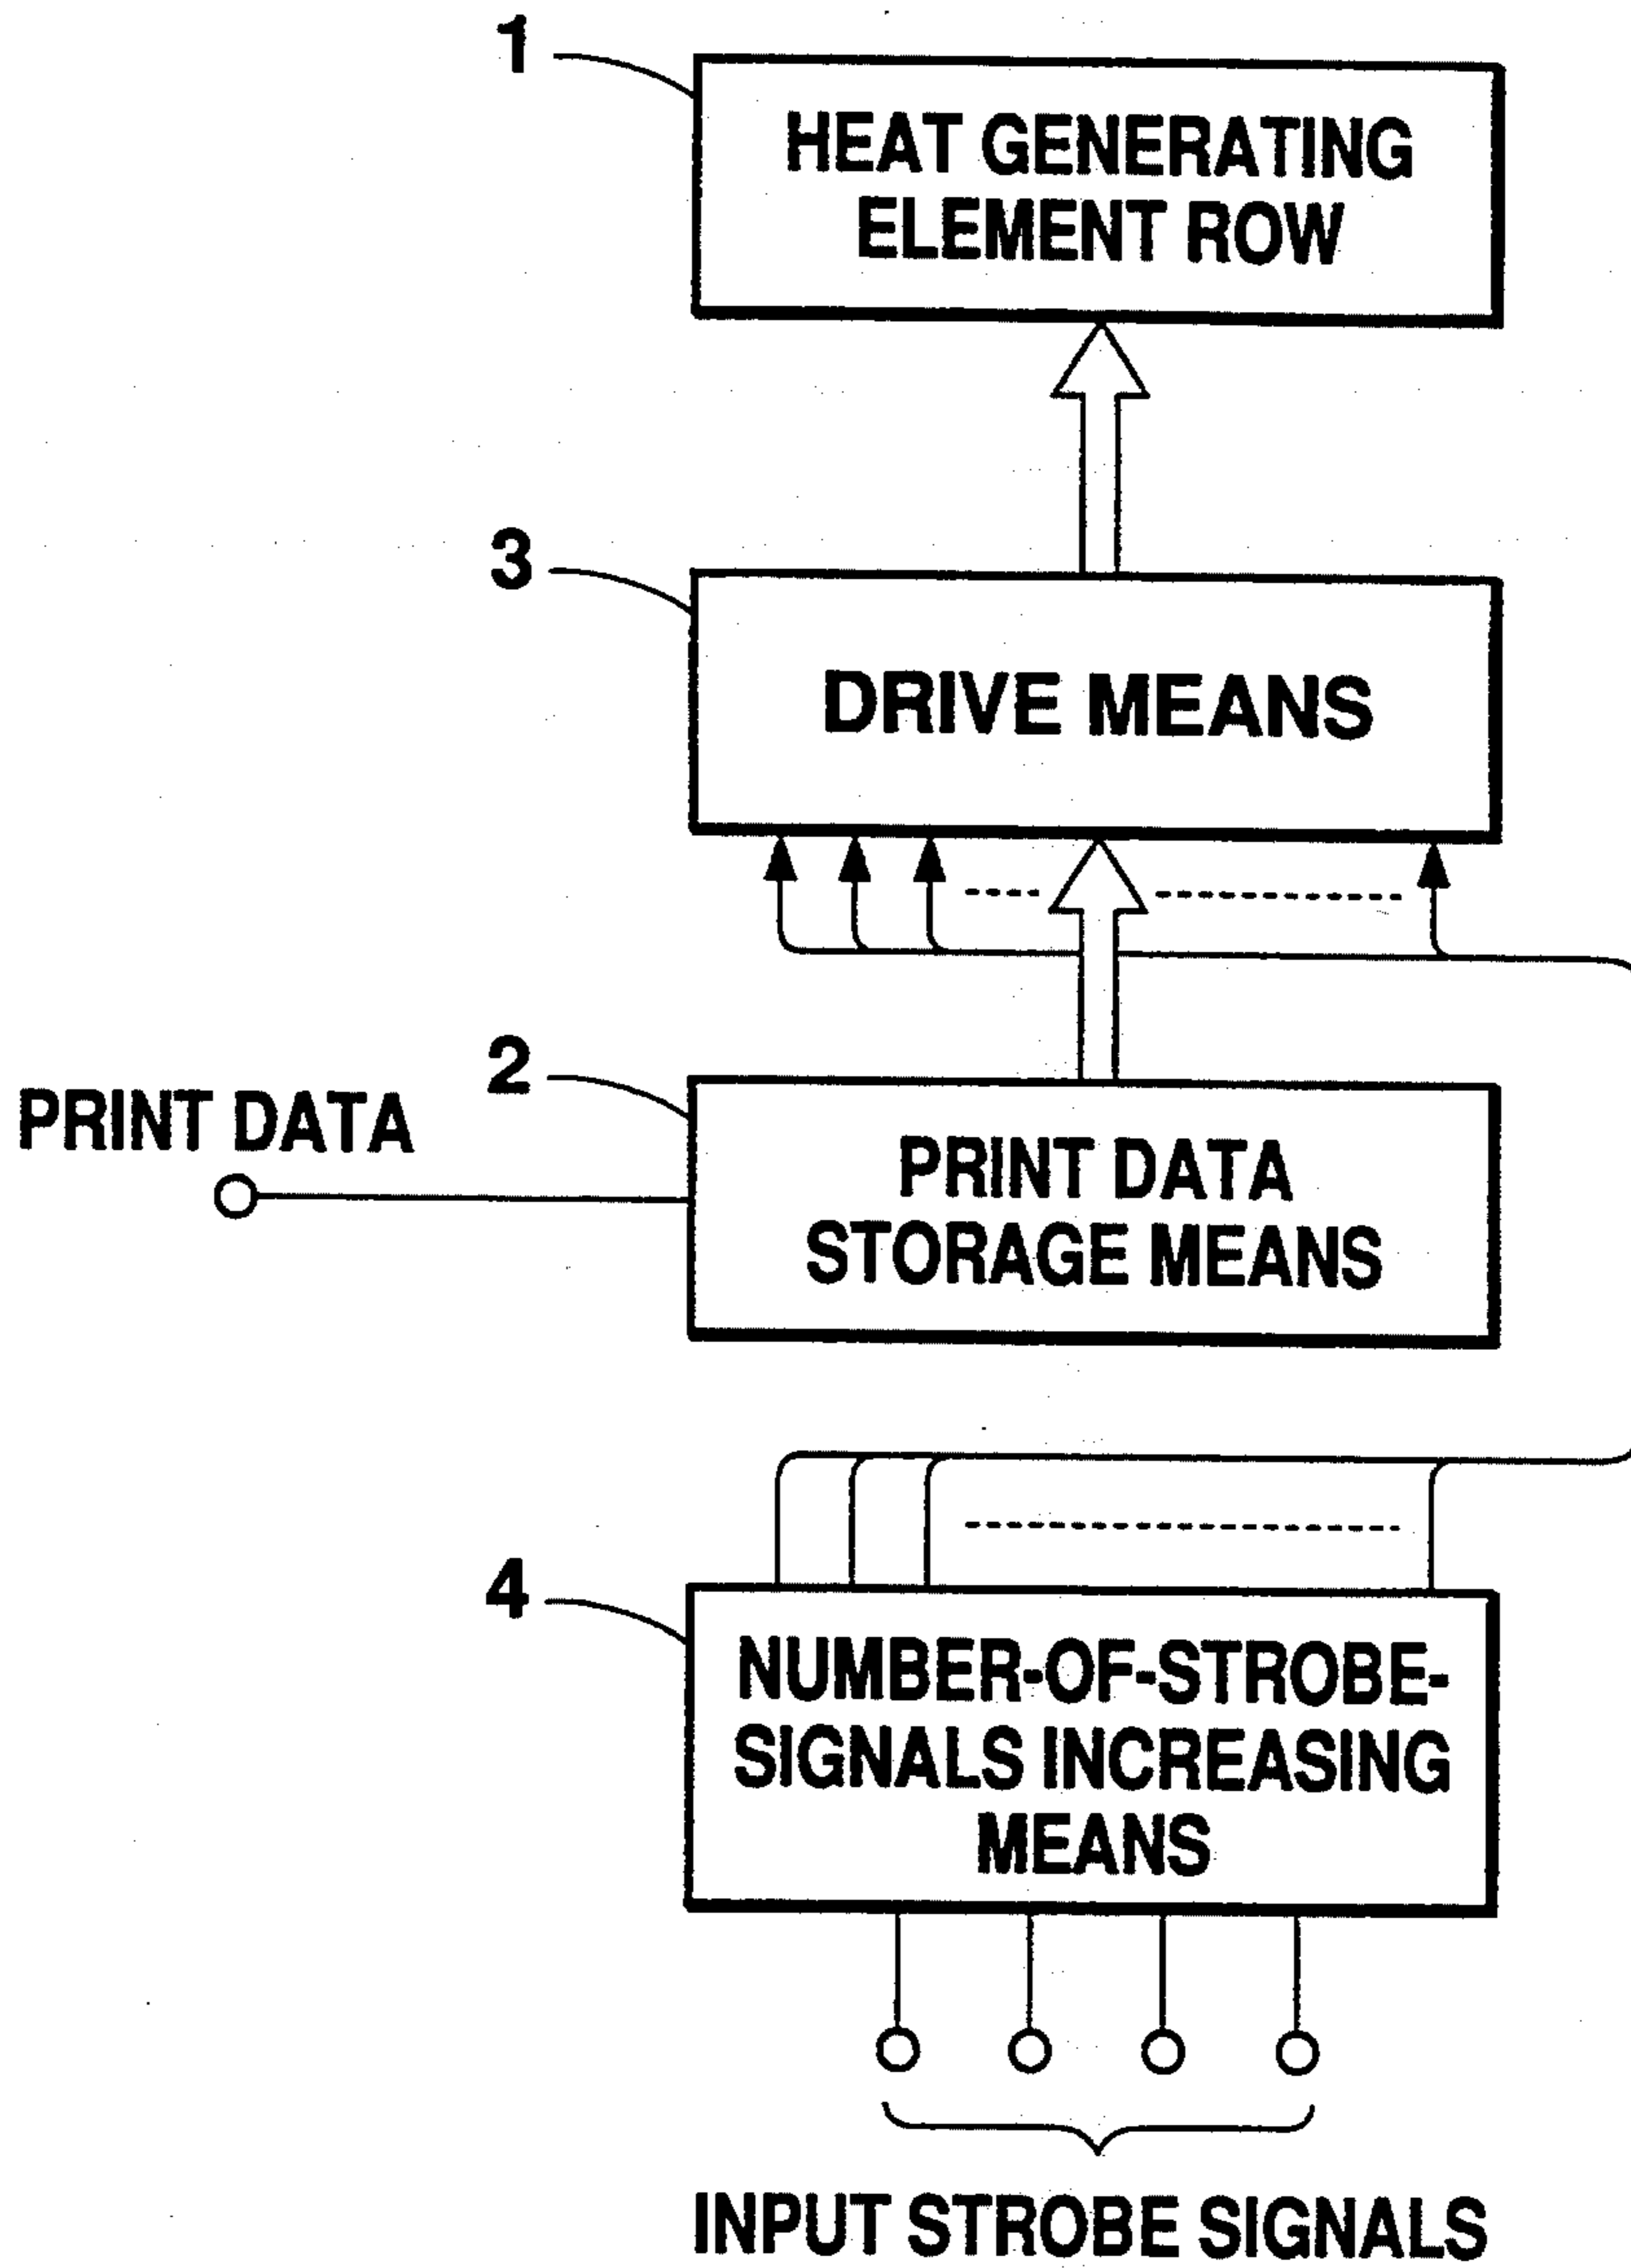 1
HEAT GENERATING
ELEMENT ROW
3
DRIVE MEANS
2
PRINT DATA
PRINT DATA
STORAGE MEANS
4
NUMBER-OF-STROBE-
SIGNALS INCREASING
MEANS
INPUT STROBE SIGNALS